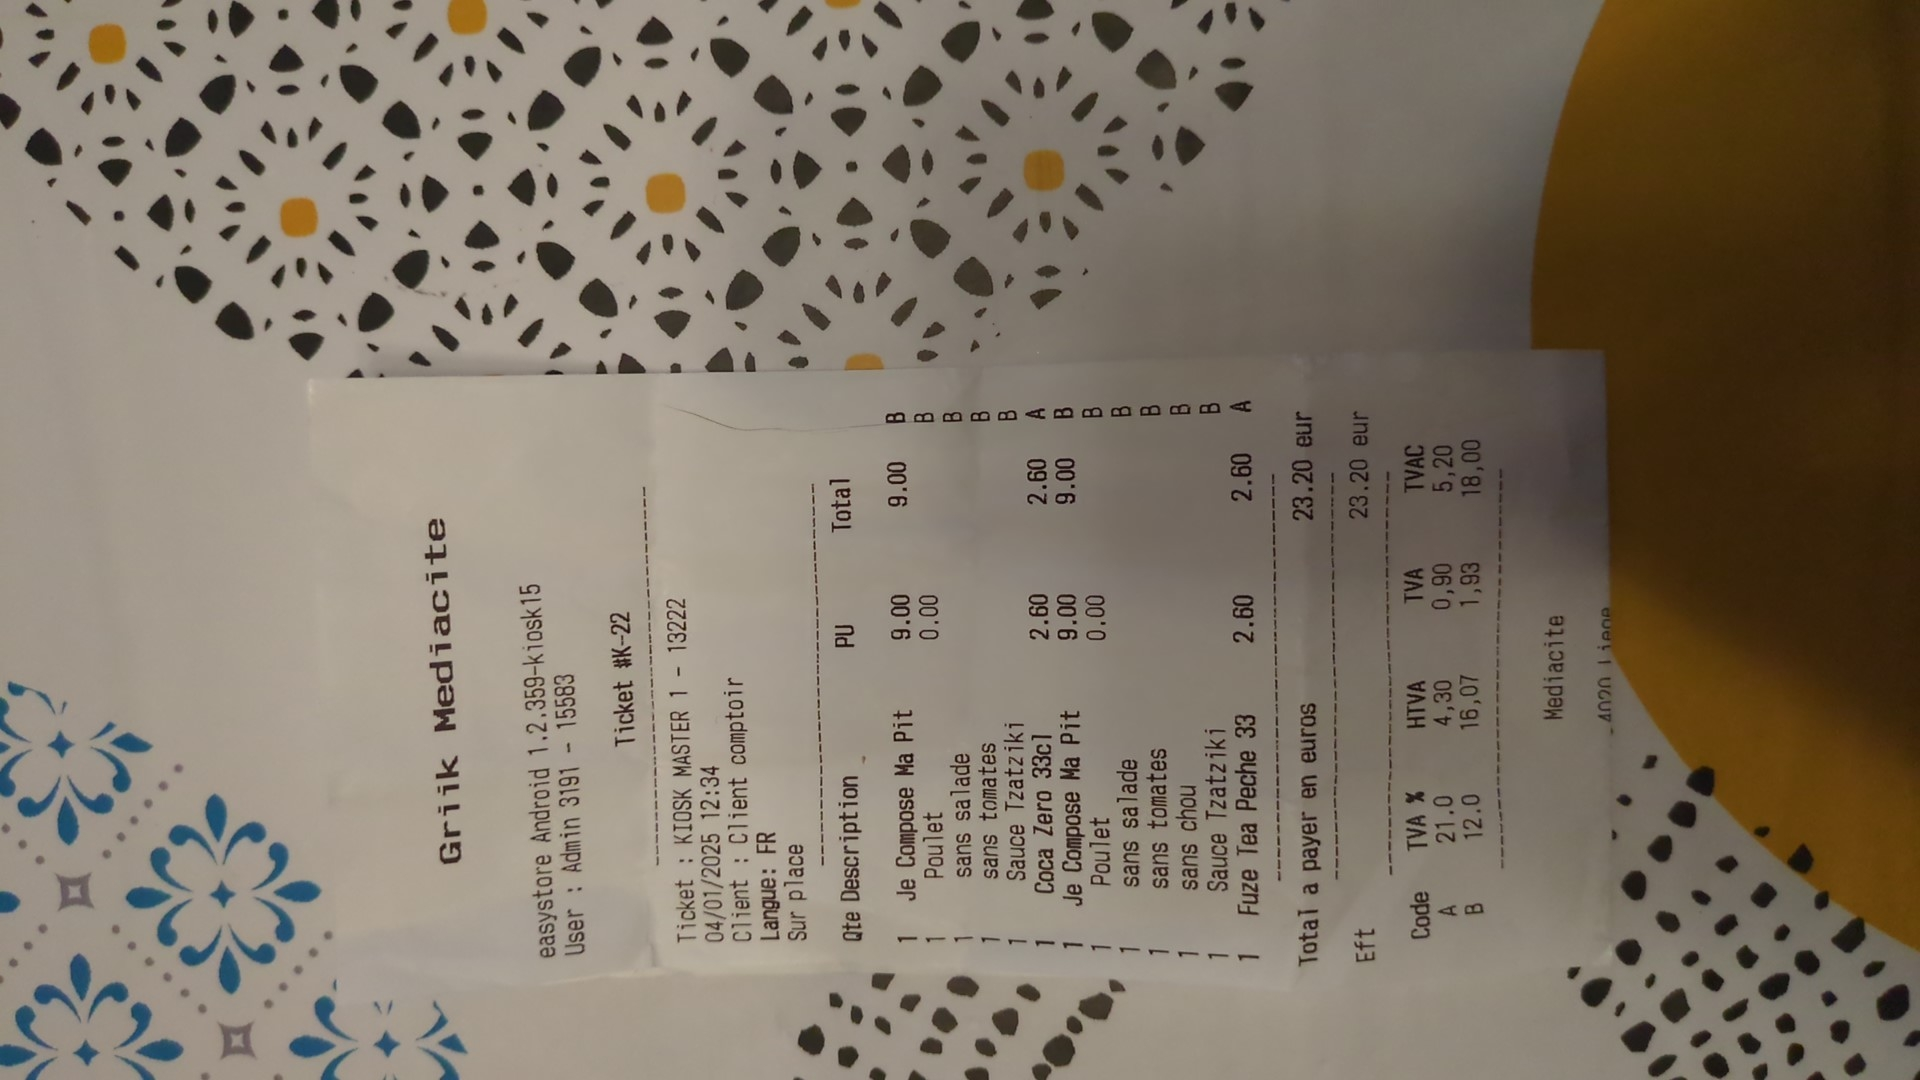 Griik Mediacite
easystore Android 1.2.359-kiosk15
User : Admin 3191 - 15583
Ticket #K-22
Ticket : KIOSK MASTER 1 - 13222
04/01/2025 12:34
Client : Client comptoir
Langue: FR
Sur place
Qte Description PU Total
1 Je Compose Ma Pit 9.00 9.00 B
1 Poulet 0.00 B
1 sans salade B
1 sans tomates B
1 Sauce Tzatziki B
1 Coca Zero 33cl 2.60 2.60 A
1 Je Compose Ma Pit 9.00 9.00 B
1 Poulet 0.00 B
1 sans salade B
1 sans tomates B
1 sans chou B
1 Sauce Tzatziki B
1 Fuze Tea Peche 33 2.60 2.60 A
Total a payer en euros 23.20 eur
Eft 23.20 eur
Code TVA % HTVA TVA TVAC
A 21.0 4,30 0,90 5,20
B 12.0 16,07 1,93 18,00
Mediacite
4020 Liege